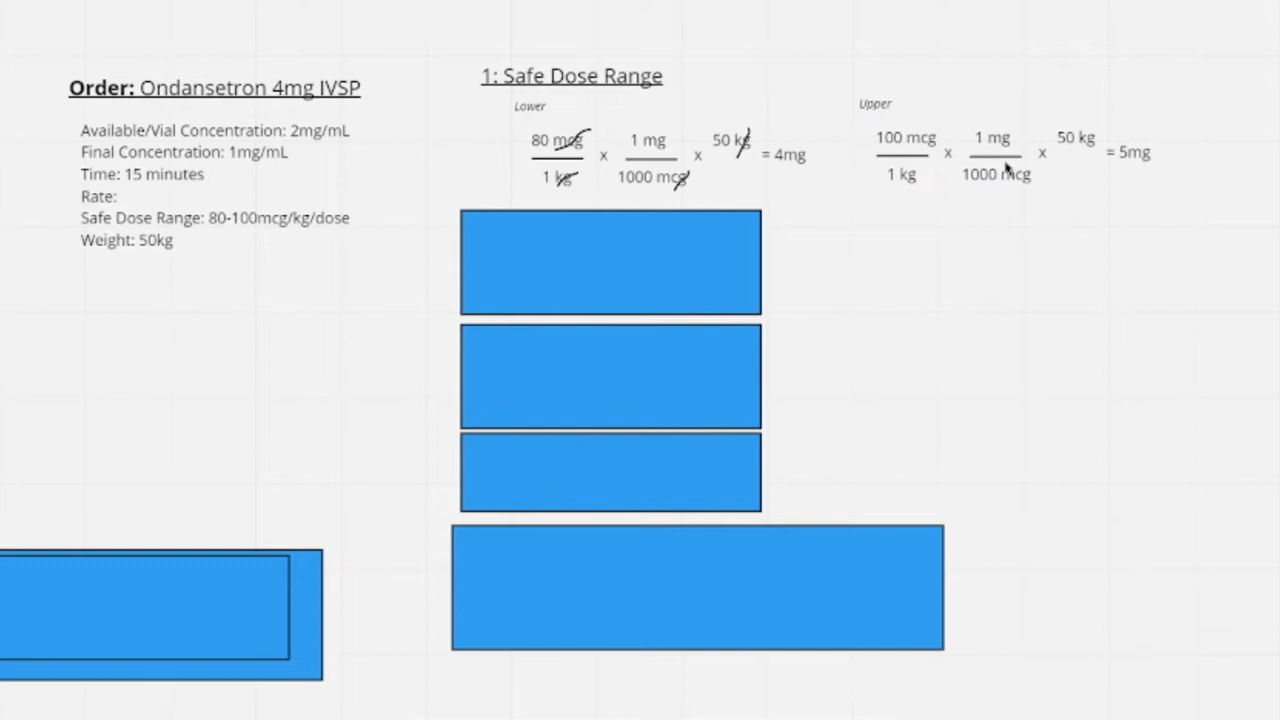 Order: Ondansetron 4mg IVSP
Available/Vial Concentration: 2mg/mL
Final Concentration: 1mg/mL
Time: 15 minutes
Rate:
Safe Dose Range: 80-100mcg/kg/dose
Weight: 50kg
1: Safe Dose Range
Lower
80 mcg 1 mg 50 kg
x x = 4mg
1 kg 1000 mcg
Upper
100 mcg 1 mg 50 kg
x x = 5mg
1 kg 1000 mcg